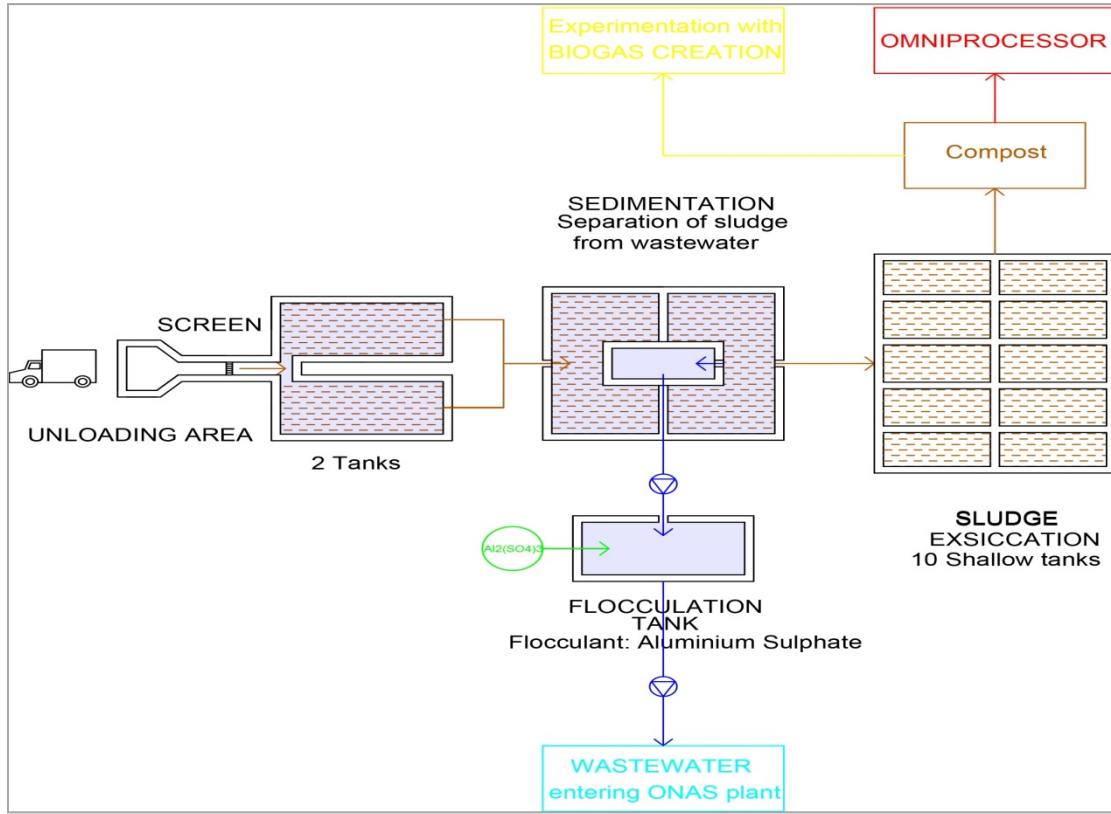 Experimentation with
BIOGAS CREATION
OMNIPROCESSOR
Compost
SEDIMENTATION
Separation of sludge
from wastewater
SCREEN
UNLOADING AREA
2 Tanks
SLUDGE
EXSICCATION
10 Shallow tanks
Al2(SO4)3
FLOCCULATION
TANK
Flocculant: Aluminium Sulphate
WASTEWATER
entering ONAS plant